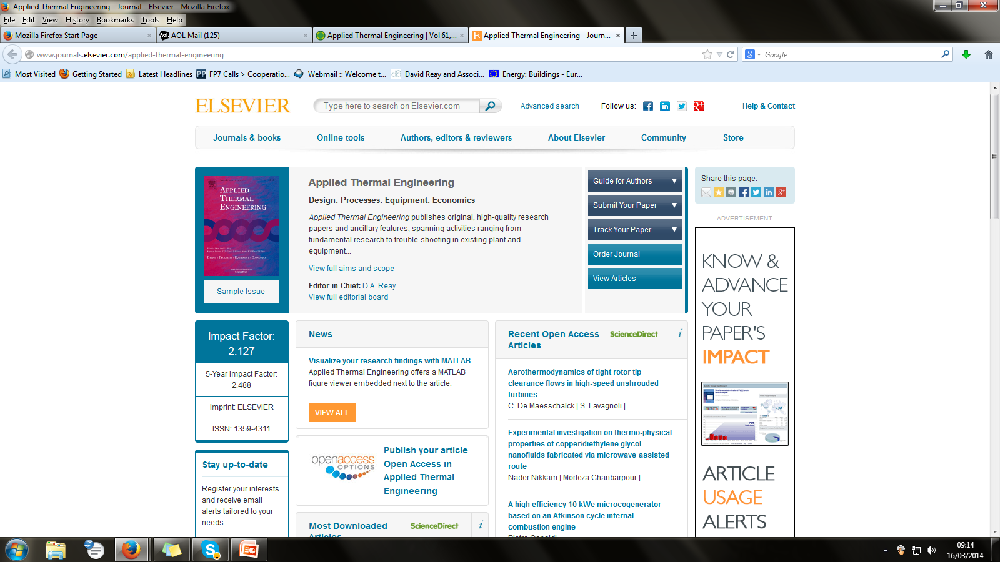 Applied Thermal Engineering - Journal - Elsevier - Mozilla Firefox
File Edit View History Bookmarks Tools Help
Mozilla Firefox Start Page
AOL Mail (125)
Applied Thermal Engineering | Vol 61,...
Applied Thermal Engineering - Journ...
www.journals.elsevier.com/applied-thermal-engineering
Google
Most Visited Getting Started Latest Headlines FP7 Calls > Cooperatio... Webmail :: Welcome t... David Reay and Associ... Energy: Buildings - Eur...
ELSEVIER
Type here to search on Elsevier.com
Advanced search
Follow us:
Help & Contact
Journals & books Online tools Authors, editors & reviewers About Elsevier Community Store
APPLIED
THERMAL
ENGINEERING
Sample Issue
Applied Thermal Engineering
Design. Processes. Equipment. Economics
Applied Thermal Engineering publishes original, high-quality research
papers and ancillary features, spanning activities ranging from
fundamental research to trouble-shooting in existing plant and
equipment...
View full aims and scope
Editor-in-Chief: D.A. Reay
View full editorial board
Guide for Authors
Submit Your Paper
Track Your Paper
Order Journal
View Articles
Share this page:
ADVERTISEMENT
KNOW &
ADVANCE
YOUR
PAPER'S
IMPACT
ARTICLE
USAGE
ALERTS
Impact Factor:
2.127
5-Year Impact Factor:
2.488
Imprint: ELSEVIER
ISSN: 1359-4311
Stay up-to-date
Register your interests
and receive email
alerts tailored to your
needs
News
Visualize your research findings with MATLAB
Applied Thermal Engineering offers a MATLAB
figure viewer embedded next to the article.
VIEW ALL
openaccess
OPTIONS
Publish your article
Open Access in
Applied Thermal
Engineering
Most Downloaded
Articles
ScienceDirect
i
Recent Open Access
Articles
ScienceDirect
i
Aerothermodynamics of tight rotor tip
clearance flows in high-speed unshrouded
turbines
C. De Maesschalck | S. Lavagnoli | ...
Experimental investigation on thermo-physical
properties of copper/diethylene glycol
nanofluids fabricated via microwave-assisted
route
Nader Nikkam | Morteza Ghanbarpour | ...
A high efficiency 10 kWe microcogenerator
based on an Atkinson cycle internal
combustion engine
09:14
16/03/2014